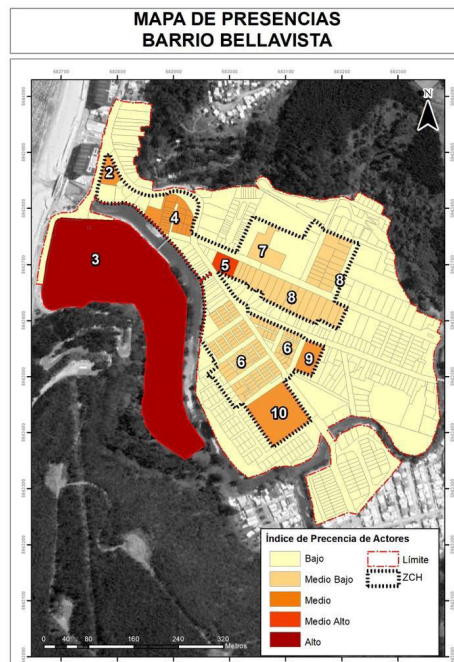 MAPA DE PRESENCIAS
BARRIO BELLAVISTA
N
2
4
3
7
5
8
8
6
6
9
10
Índice de Precencia de Actores
Bajo
Medio Bajo
Medio
Medio Alto
Alto
Límite
ZCH
0 40 80 160 240 320
Metros